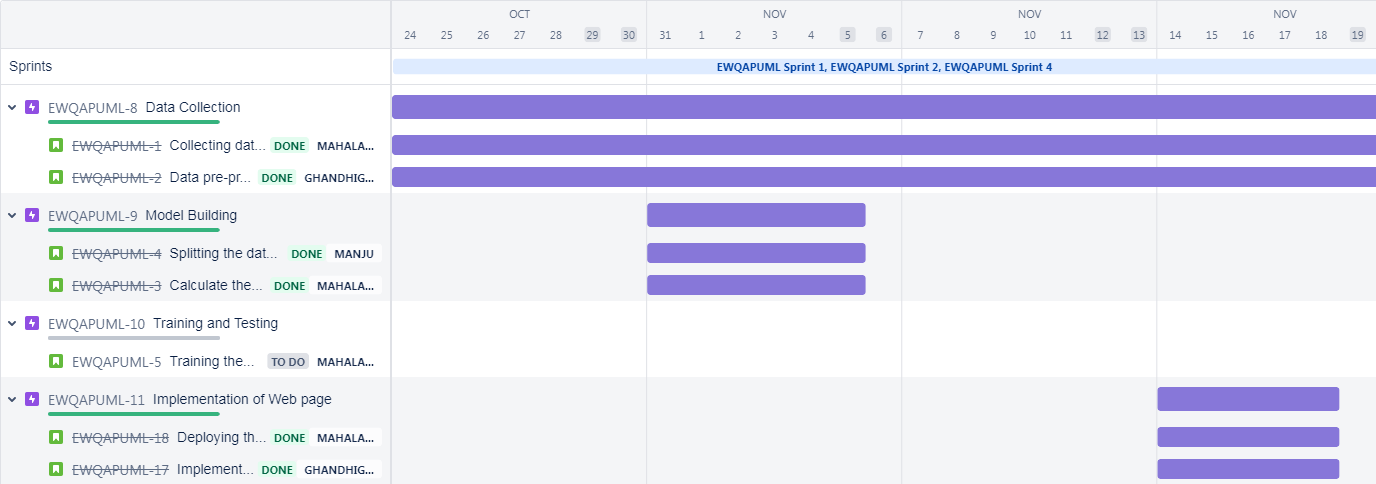 OCT NOV NOV NOV
24 25 26 27 28 29 30 31 1 2 3 4 5 6 7 8 9 10 11 12 13 14 15 16 17 18 19
Sprints EWQAPUML Sprint 1, EWQAPUML Sprint 2, EWQAPUML Sprint 4
EWQAPUML-8 Data Collection
EWQAPUML-1 Collecting dat... DONE MAHALA...
EWQAPUML-2 Data pre-pr... DONE GHANDHIG...
EWQAPUML-9 Model Building
EWQAPUML-4 Splitting the dat... DONE MANJU
EWQAPUML-3 Calculate the... DONE MAHALA...
EWQAPUML-10 Training and Testing
EWQAPUML-5 Training the... TO DO MAHALA...
EWQAPUML-11 Implementation of Web page
EWQAPUML-18 Deploying th... DONE MAHALA...
EWQAPUML-17 Implement... DONE GHANDHIG...